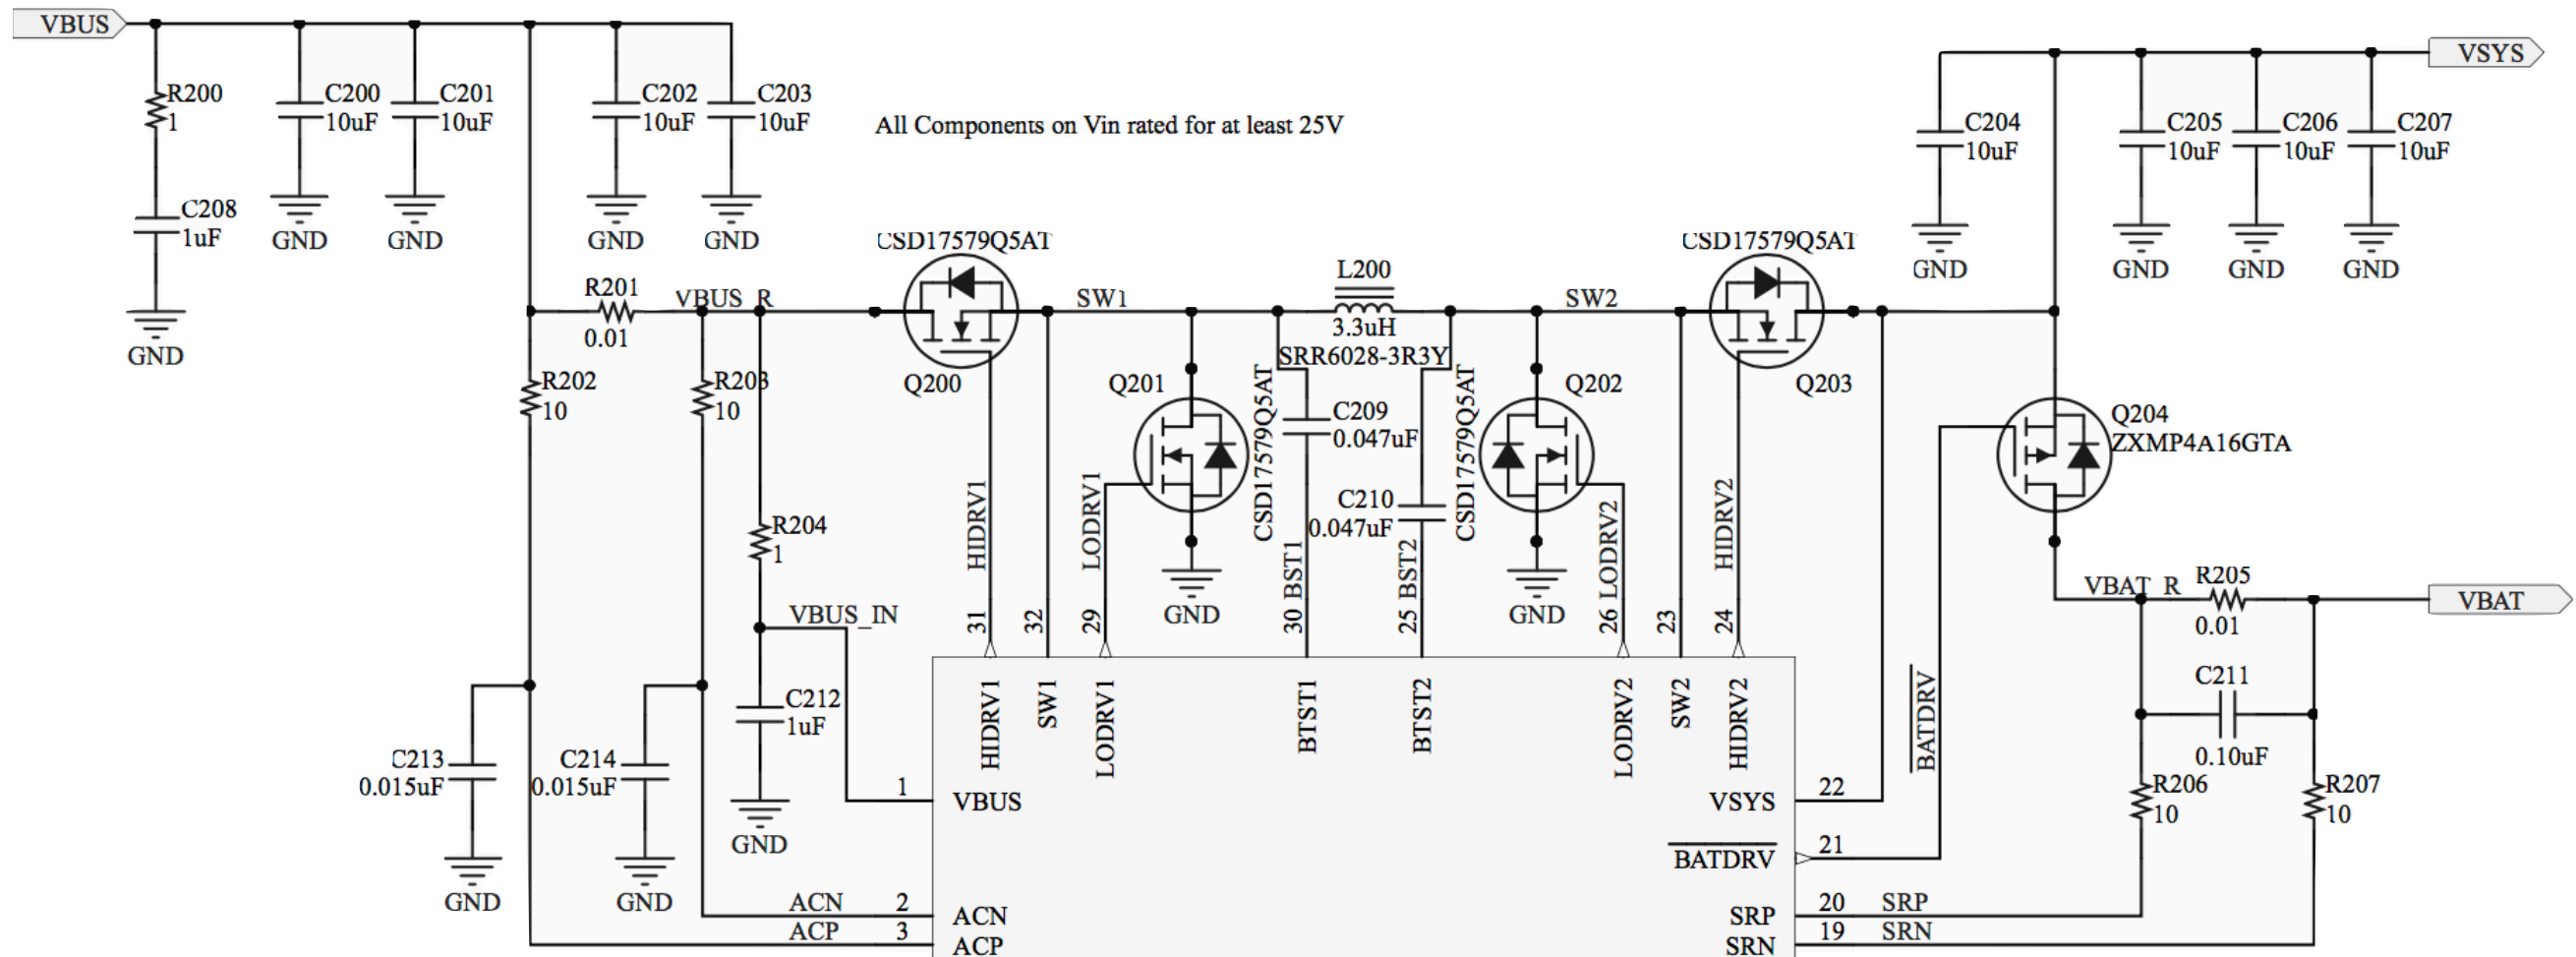 VBUS
VSYS
R200
1
C200
10uF
C201
10uF
C202
10uF
C203
10uF
All Components on Vin rated for at least 25V
C204
10uF
C205
10uF
C206
10uF
C207
10uF
C208
1uF
GND
GND
GND
GND
GND
GND
GND
GND
GND
CSD17579Q5AT
CSD17579Q5AT
R201
0.01
VBUS_R
SW1
L200
3.3uH
SRR6028-3R3Y
SW2
Q200
Q201
Q202
Q203
R202
10
R203
10
CSD17579Q5AT
C209
0.047uF
CSD17579Q5AT
C210
0.047uF
Q204
ZXMP4A16GTA
R204
1
HIDRV1
LODRV1
BST1
BST2
LODRV2
HIDRV2
GND
GND
VBUS_IN
31
32
29
30
25
26
23
24
VBAT_R
R205
0.01
VBAT
HIDRV1
SW1
LODRV1
BTST1
BTST2
LODRV2
SW2
HIDRV2
BATDRV
C211
0.10uF
C212
1uF
C213
0.015uF
C214
0.015uF
R206
10
R207
10
GND
GND
GND
1
VBUS
VSYS
22
BATDRV
21
ACN
2
ACN
SRP
20
SRP
ACP
3
ACP
SRN
19
SRN